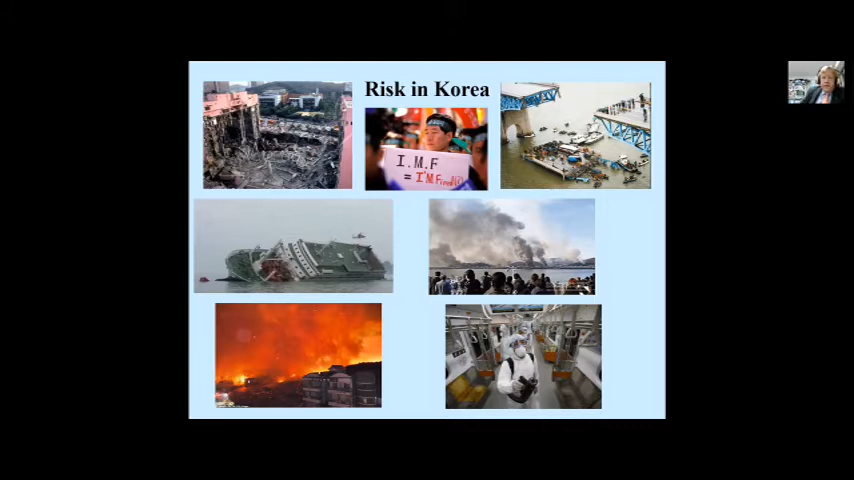 Risk in Korea
I.M.F
= I'M F